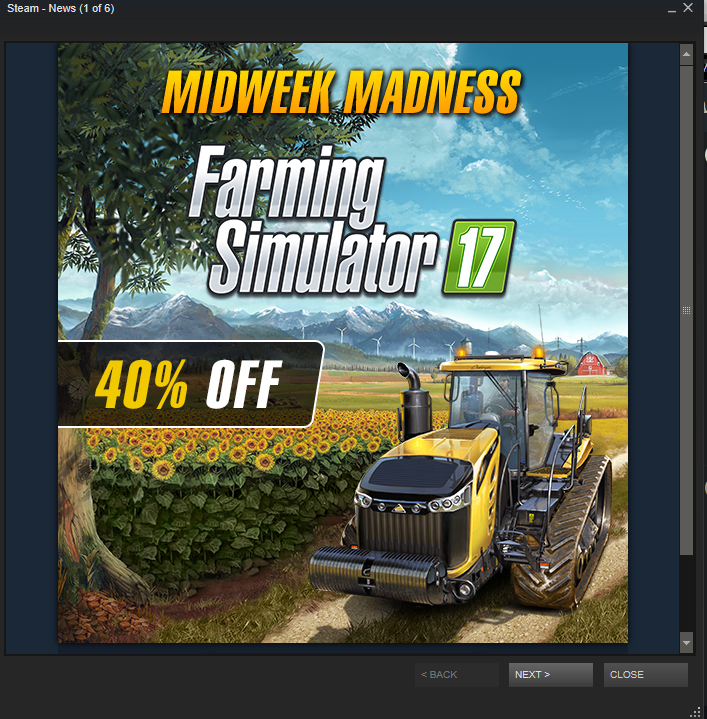 Steam - News (1 of 6)
MIDWEEK MADNESS
Farming
Simulator 17
40% OFF
< BACK
NEXT >
CLOSE